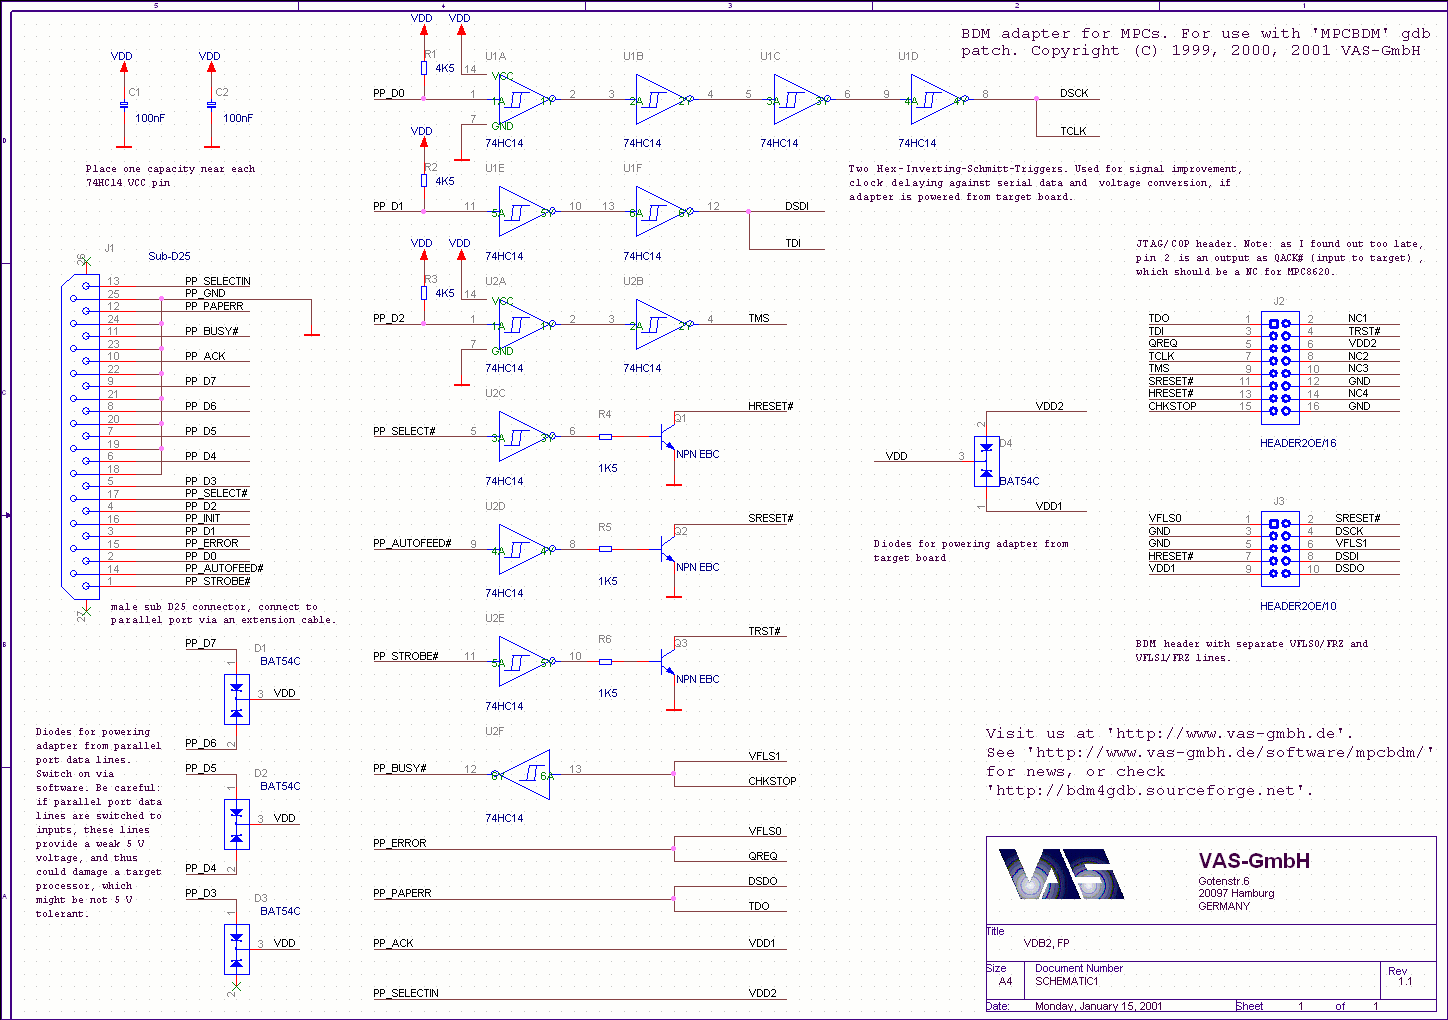 BDM adapter for MPCs. For use with 'MPCBDM' gdb
patch. Copyright (C) 1999, 2000, 2001 VAS-GmbH
5 4 3 2 1
D
C
B
A
VDD VDD
C1 C2
100nF 100nF
Place one capacity near each
74HC14 VCC pin
VDD VDD
R1
4K5
U1A U1B U1C U1D
14 VCC
PP_D0 1 1A 1Y 2 3 2A 2Y 4 5 3A 3Y 6 9 4A 4Y 8 DSCK
TCLK
7 GND
74HC14 74HC14 74HC14 74HC14
Two Hex-Inverting-Schmitt-Triggers. Used for signal improvement,
clock delaying against serial data and voltage conversion, if
adapter is powered from target board.
VDD
R2
4K5
U1E U1F
PP_D1 11 5A 5Y 10 13 6A 6Y 12 DSDI
TDI
74HC14 74HC14
VDD VDD
R3
4K5
U2A U2B
14 VCC
PP_D2 1 1A 1Y 2 3 2A 2Y 4 TMS
7 GND
74HC14 74HC14
U2C
PP_SELECT# 5 3A 3Y 6 R4 1K5 Q1 NPN EBC HRESET#
74HC14
U2D
PP_AUTOFEED# 9 4A 4Y 8 R5 1K5 Q2 NPN EBC SRESET#
74HC14
U2E
PP_STROBE# 11 5A 5Y 10 R6 1K5 Q3 NPN EBC TRST#
74HC14
U2F
PP_BUSY# 12 6Y 6A 13 VFLS1
CHKSTOP
74HC14
PP_ERROR VFLS0
QREQ
PP_PAPERR DSDO
TDO
PP_ACK VDD1
PP_SELECTIN VDD2
J1
Sub-D25
26
13 PP_SELECTIN
25 PP_GND
12 PP_PAPERR
24
11 PP_BUSY#
23
10 PP_ACK
22
9 PP_D7
21
8 PP_D6
20
7 PP_D5
19
6 PP_D4
18
5 PP_D3
17 PP_SELECT#
4 PP_D2
16 PP_INIT
3 PP_D1
15 PP_ERROR
2 PP_D0
14 PP_AUTOFEED#
1 PP_STROBE#
27
male sub D25 connector, connect to
parallel port via an extension cable.
PP_D7 D1
1 BAT54C
3 VDD
PP_D6 2
PP_D5 D2
1 BAT54C
3 VDD
PP_D4 2
PP_D3 D3
1 BAT54C
3 VDD
2
Diodes for powering
adapter from parallel
port data lines.
Switch on via
software. Be careful:
if parallel port data
lines are switched to
inputs, these lines
provide a weak 5 V
voltage, and thus
could damage a target
processor, which
might be not 5 V
tolerant.
VDD2
2
D4
VDD 3
BAT54C
1
VDD1
Diodes for powering adapter from
target board
JTAG/COP header. Note: as I found out too late,
pin 2 is an output as QACK# (input to target) ,
which should be a NC for MPC8620.
J2
TDO 1 2 NC1
TDI 3 4 TRST#
QREQ 5 6 VDD2
TCLK 7 8 NC2
TMS 9 10 NC3
SRESET# 11 12 GND
HRESET# 13 14 NC4
CHKSTOP 15 16 GND
HEADER2OE/16
J3
VFLS0 1 2 SRESET#
GND 3 4 DSCK
GND 5 6 VFLS1
HRESET# 7 8 DSDI
VDD1 9 10 DSDO
HEADER2OE/10
BDM header with separate VFLS0/FRZ and
VFLS1/FRZ lines.
Visit us at 'http://www.vas-gmbh.de'.
See 'http://www.vas-gmbh.de/software/mpcbdm/'
for news, or check
'http://bdm4gdb.sourceforge.net'.
VAS
VAS-GmbH
Gotenstr.6
20097 Hamburg
GERMANY
Title
VDB2, FP
Size Document Number Rev
A4 SCHEMATIC1 1.1
Date: Monday, January 15, 2001 Sheet 1 of 1